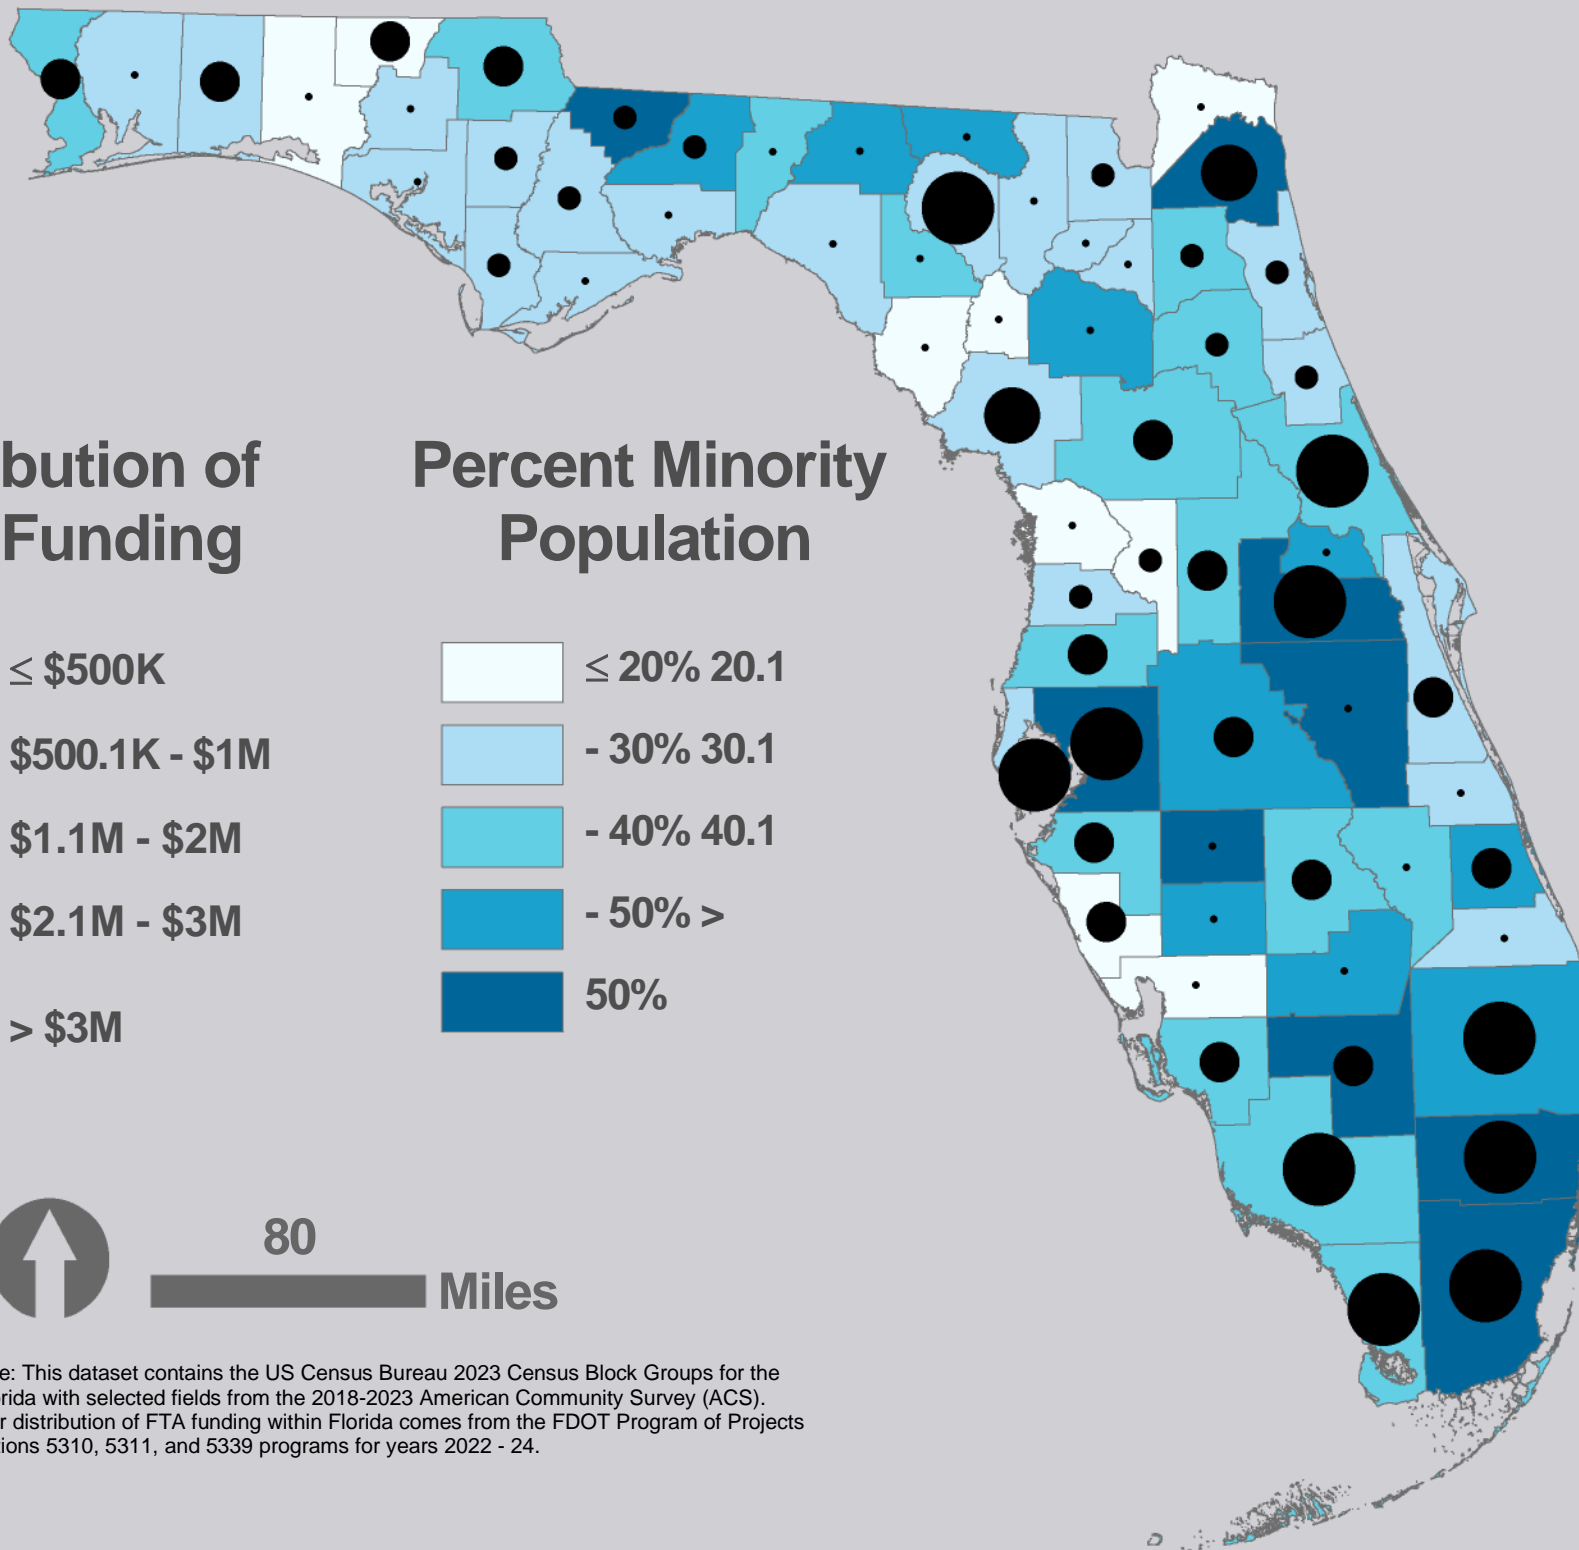 bution of
Funding
≤ $500K
$500.1K - $1M
$1.1M - $2M
$2.1M - $3M
> $3M
Percent Minority
Population
≤ 20% 20.1
- 30% 30.1
- 40% 40.1
- 50% >
50%
80
Miles
e: This dataset contains the US Census Bureau 2023 Census Block Groups for the
rida with selected fields from the 2018-2023 American Community Survey (ACS).
r distribution of FTA funding within Florida comes from the FDOT Program of Projects
tions 5310, 5311, and 5339 programs for years 2022 - 24.